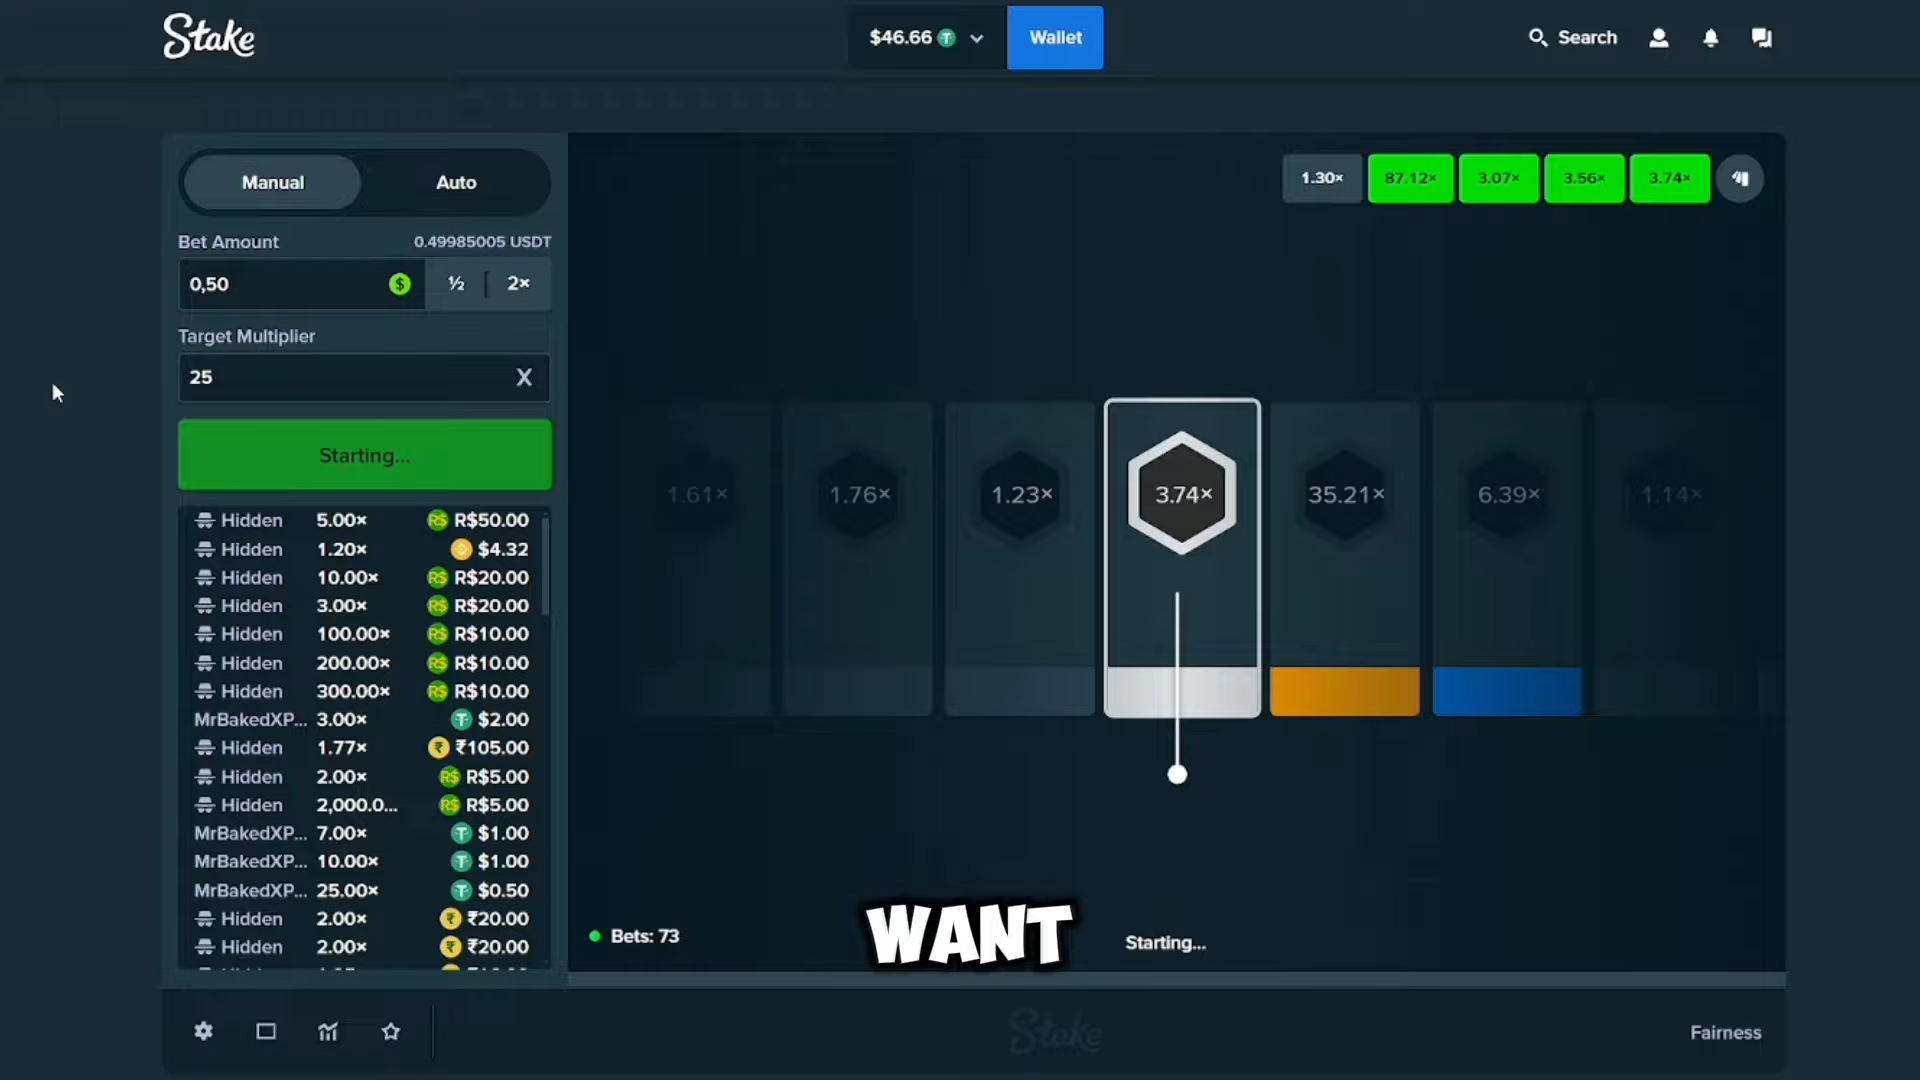 Stake
$46.66
Wallet
Search
Manual
Auto
1.30×
87.12×
3.07×
3.56×
3.74×
Bet Amount
0.49985005 USDT
0,50
½
2×
Target Multiplier
25
X
Starting...
1.61×
1.76×
1.23×
3.74×
35.21×
6.39×
1.14×
Hidden 5.00× R$50.00
Hidden 1.20× $4.32
Hidden 10.00× R$20.00
Hidden 3.00× R$20.00
Hidden 100.00× R$10.00
Hidden 200.00× R$10.00
Hidden 300.00× R$10.00
MrBakedXP... 3.00× $2.00
Hidden 1.77× ₹105.00
Hidden 2.00× R$5.00
Hidden 2,000.0... R$5.00
MrBakedXP... 7.00× $1.00
MrBakedXP... 10.00× $1.00
MrBakedXP... 25.00× $0.50
Hidden 2.00× ₹20.00
Hidden 2.00× ₹20.00
Bets: 73
WANT
Starting...
Stake
Fairness